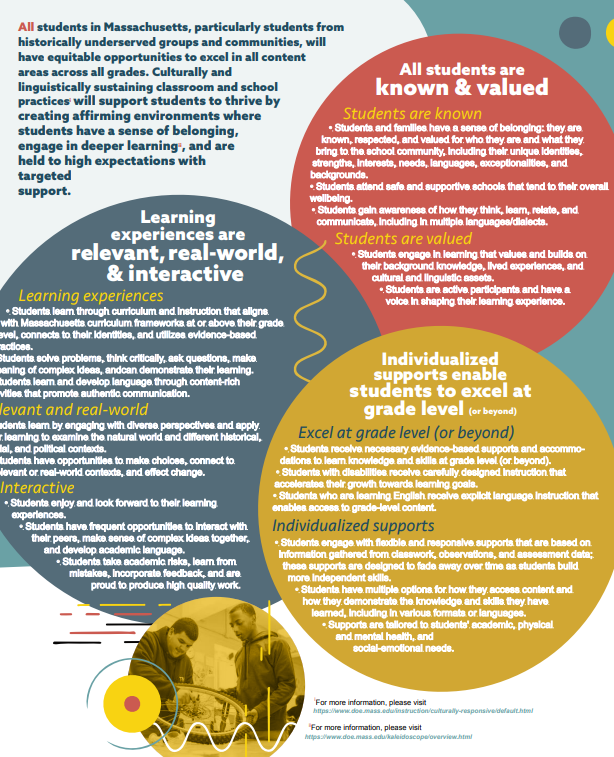 All students in Massachusetts, particularly students from
historically underserved groups and communities, will
have equitable opportunities to excel in all content
areas across all grades. Culturally and
linguistically sustaining classroom and school
practices¹ will support students to thrive by
creating affirming environments where
students have a sense of belonging,
engage in deeper learning², and are
held to high expectations with
targeted
support.
All students are
known & valued
Students are known
• Students and families have a sense of belonging: they are
known, respected, and valued for who they are and what they
bring to the school community, including their unique identities,
strengths, interests, needs, languages, exceptionalities, and
backgrounds.
• Students attend safe and supportive schools that tend to their overall
wellbeing.
• Students gain awareness of how they think, learn, relate, and
communicate, including in multiple languages/dialects.
Students are valued
• Students engage in learning that values and builds on
their background knowledge, lived experiences, and
cultural and linguistic assets.
• Students are active participants and have a
voice in shaping their learning experience.
Learning
experiences are
relevant, real-world,
& interactive
Learning experiences
• Students learn through curriculum and instruction that aligns
with Massachusetts curriculum frameworks at or above their grade
evel, connects to their identities, and utilizes evidence-based
ractices.
Students solve problems, think critically, ask questions, make
eaning of complex ideas, andcan demonstrate their learning.
tudents learn and develop language through content-rich
vities that promote authentic communication.
levant and real-world
udents learn by engaging with diverse perspectives and apply
r learning to examine the natural world and different historical,
ial, and political contexts.
tudents have opportunities to make choices, connect to
levant or real-world contexts, and effect change.
Interactive
• Students enjoy and look forward to their learning
experiences.
• Students have frequent opportunities to interact with
their peers, make sense of complex ideas together,
and develop academic language.
• Students take academic risks, learn from
mistakes, incorporate feedback, and are
proud to produce high quality work.
Individualized
supports enable
students to excel at
grade level (or beyond)
Excel at grade level (or beyond)
• Students receive necessary evidence-based supports and accommo-
dations to learn knowledge and skills at grade level (or beyond).
• Students with disabilities receive carefully designed instruction that
accelerates their growth towards learning goals.
• Students who are learning English receive explicit language instruction that
enables access to grade-level content.
Individualized supports
• Students engage with flexible and responsive supports that are based on
information gathered from classwork, observations, and assessment data;
these supports are designed to fade away over time as students build
more independent skills.
• Students have multiple options for how they access content and
how they demonstrate the knowledge and skills they have
learned, including in various formats or languages.
• Supports are tailored to students' academic, physical
and mental health, and
social-emotional needs.
¹For more information, please visit
https://www.doe.mass.edu/instruction/culturally-responsive/default.html
²For more information, please visit
https://www.doe.mass.edu/kaleidoscope/overview.html